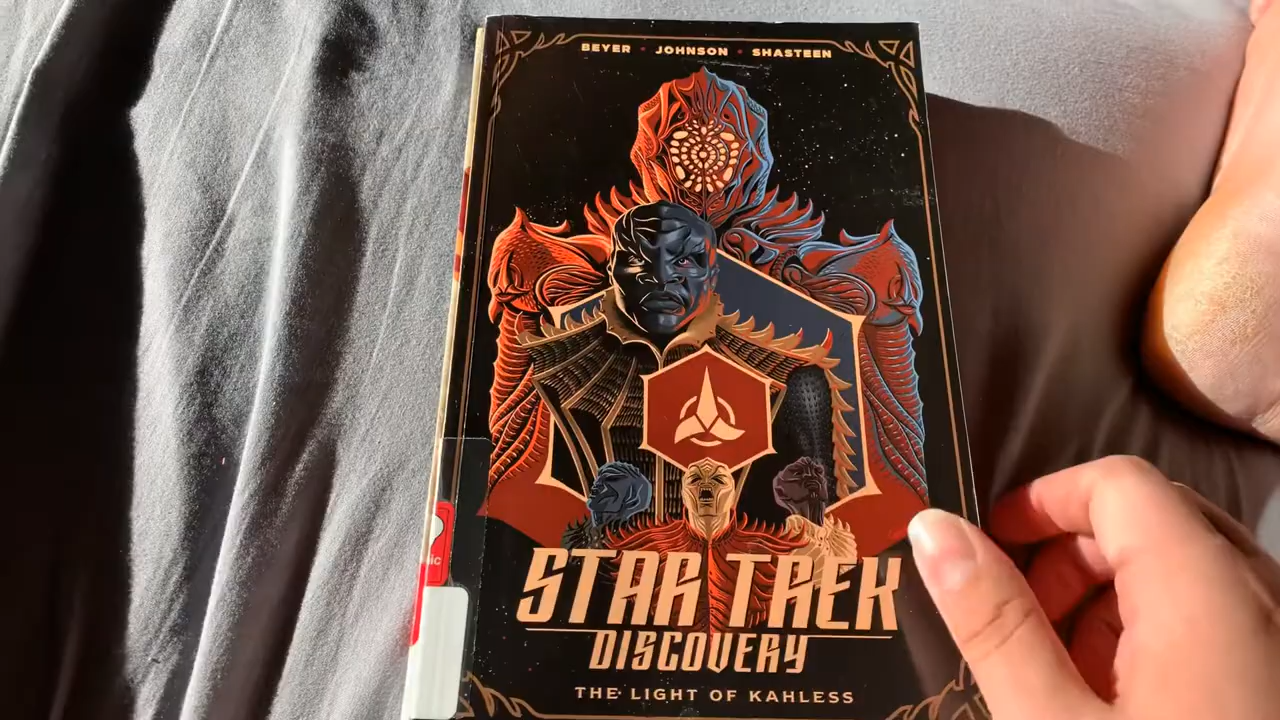 BEYER • JOHNSON • SHASTEEN
STAR TREK
DISCOVERY
THE LIGHT OF KAHLESS